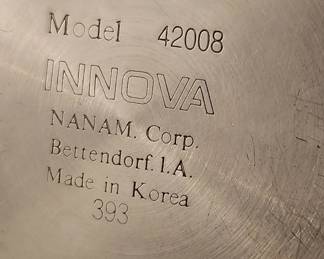 Model 42008
INNOVA
NANAM. Corp.
Bettendorf. I.A.
Made in Korea
393